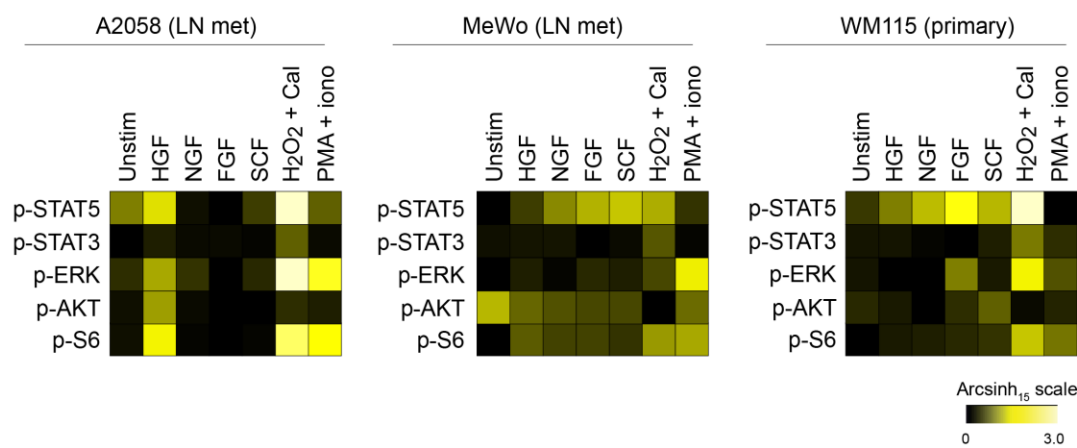 A2058 (LN met) MeWo (LN met) WM115 (primary)
Unstim HGF NGF FGF SCF H₂O₂ + Cal PMA + iono Unstim HGF NGF FGF SCF H₂O₂ + Cal PMA + iono Unstim HGF NGF FGF SCF H₂O₂ + Cal PMA + iono
p-STAT5 p-STAT5 p-STAT5
p-STAT3 p-STAT3 p-STAT3
p-ERK p-ERK p-ERK
p-AKT p-AKT p-AKT
p-S6 p-S6 p-S6
Arcsinh₁₅ scale
0 3.0